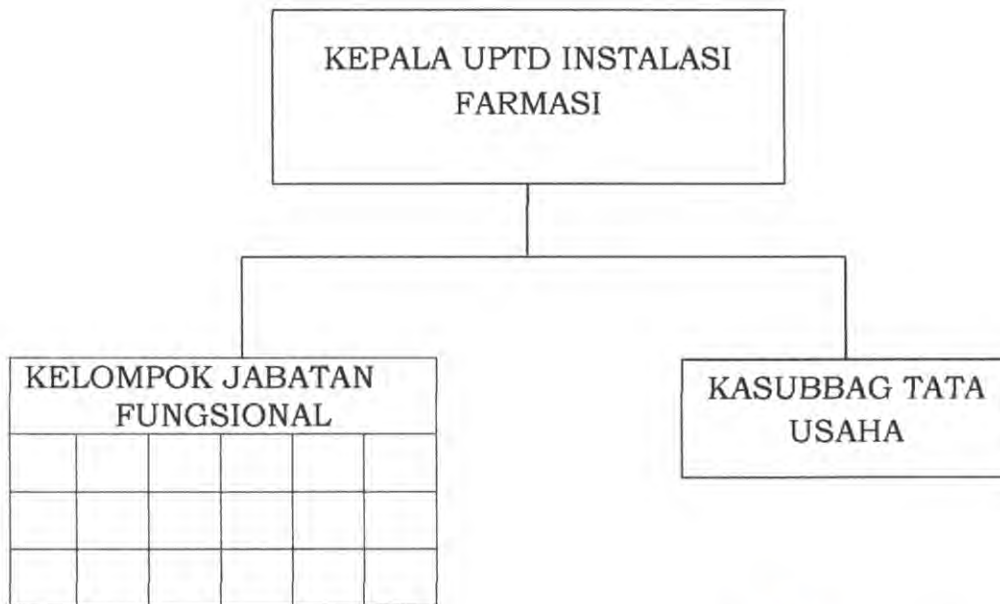 KEPALA UPTD INSTALASI
FARMASI
KELOMPOK JABATAN
FUNGSIONAL
KASUBBAG TATA
USAHA